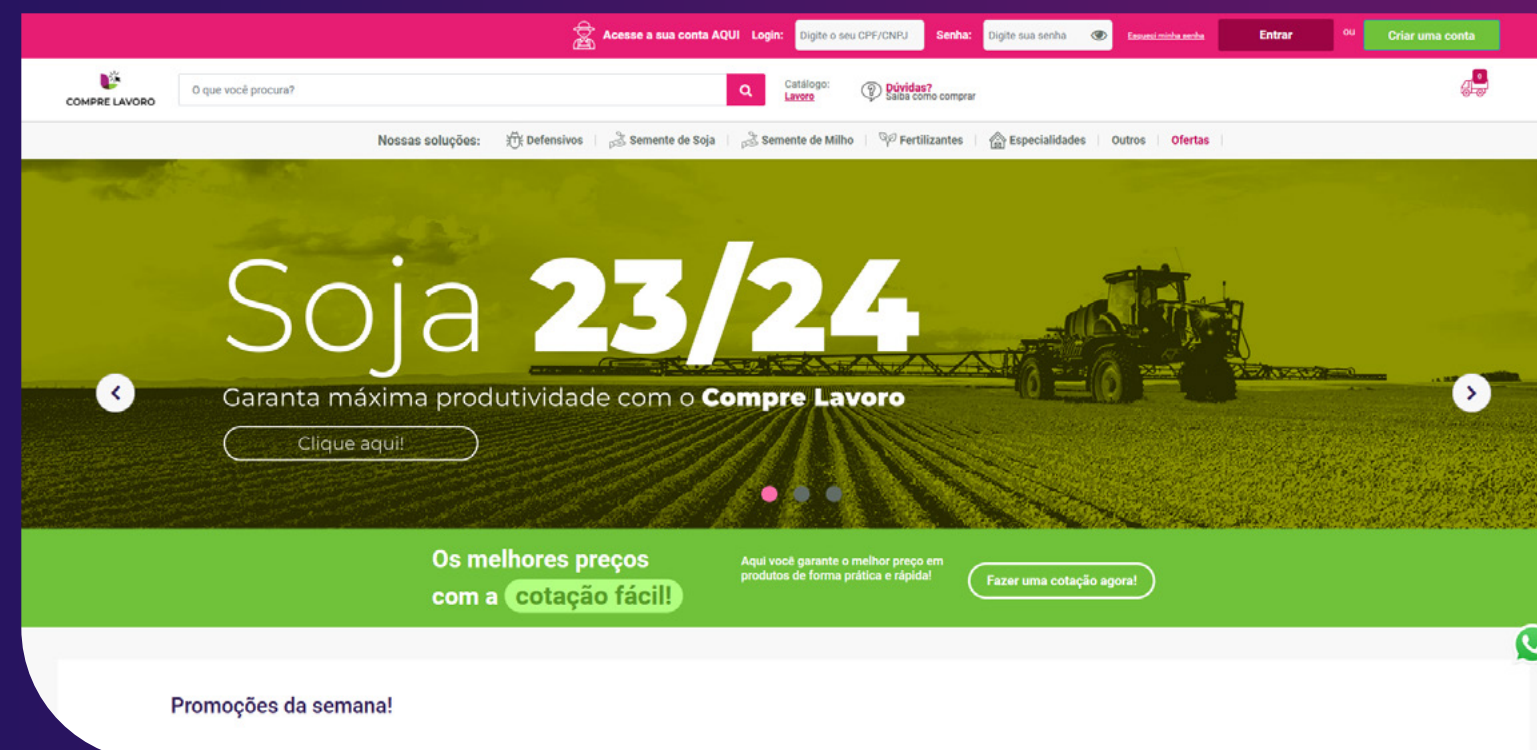 Acesse a sua conta AQUI Login: Digite o seu CPF/CNPJ Senha: Digite sua senha Esqueci minha senha Entrar ou Criar uma conta
COMPRE LAVORO
O que você procura?
Catálogo:
Lavoro
Dúvidas?
Saiba como comprar
0
Nossas soluções: Defensivos Semente de Soja Semente de Milho Fertilizantes Especialidades Outros Ofertas
Soja 23/24
Garanta máxima produtividade com o Compre Lavoro
Clique aqui!
Os melhores preços
com a cotação fácil!
Aqui você garante o melhor preço em
produtos de forma prática e rápida!
Fazer uma cotação agora!
Promoções da semana!